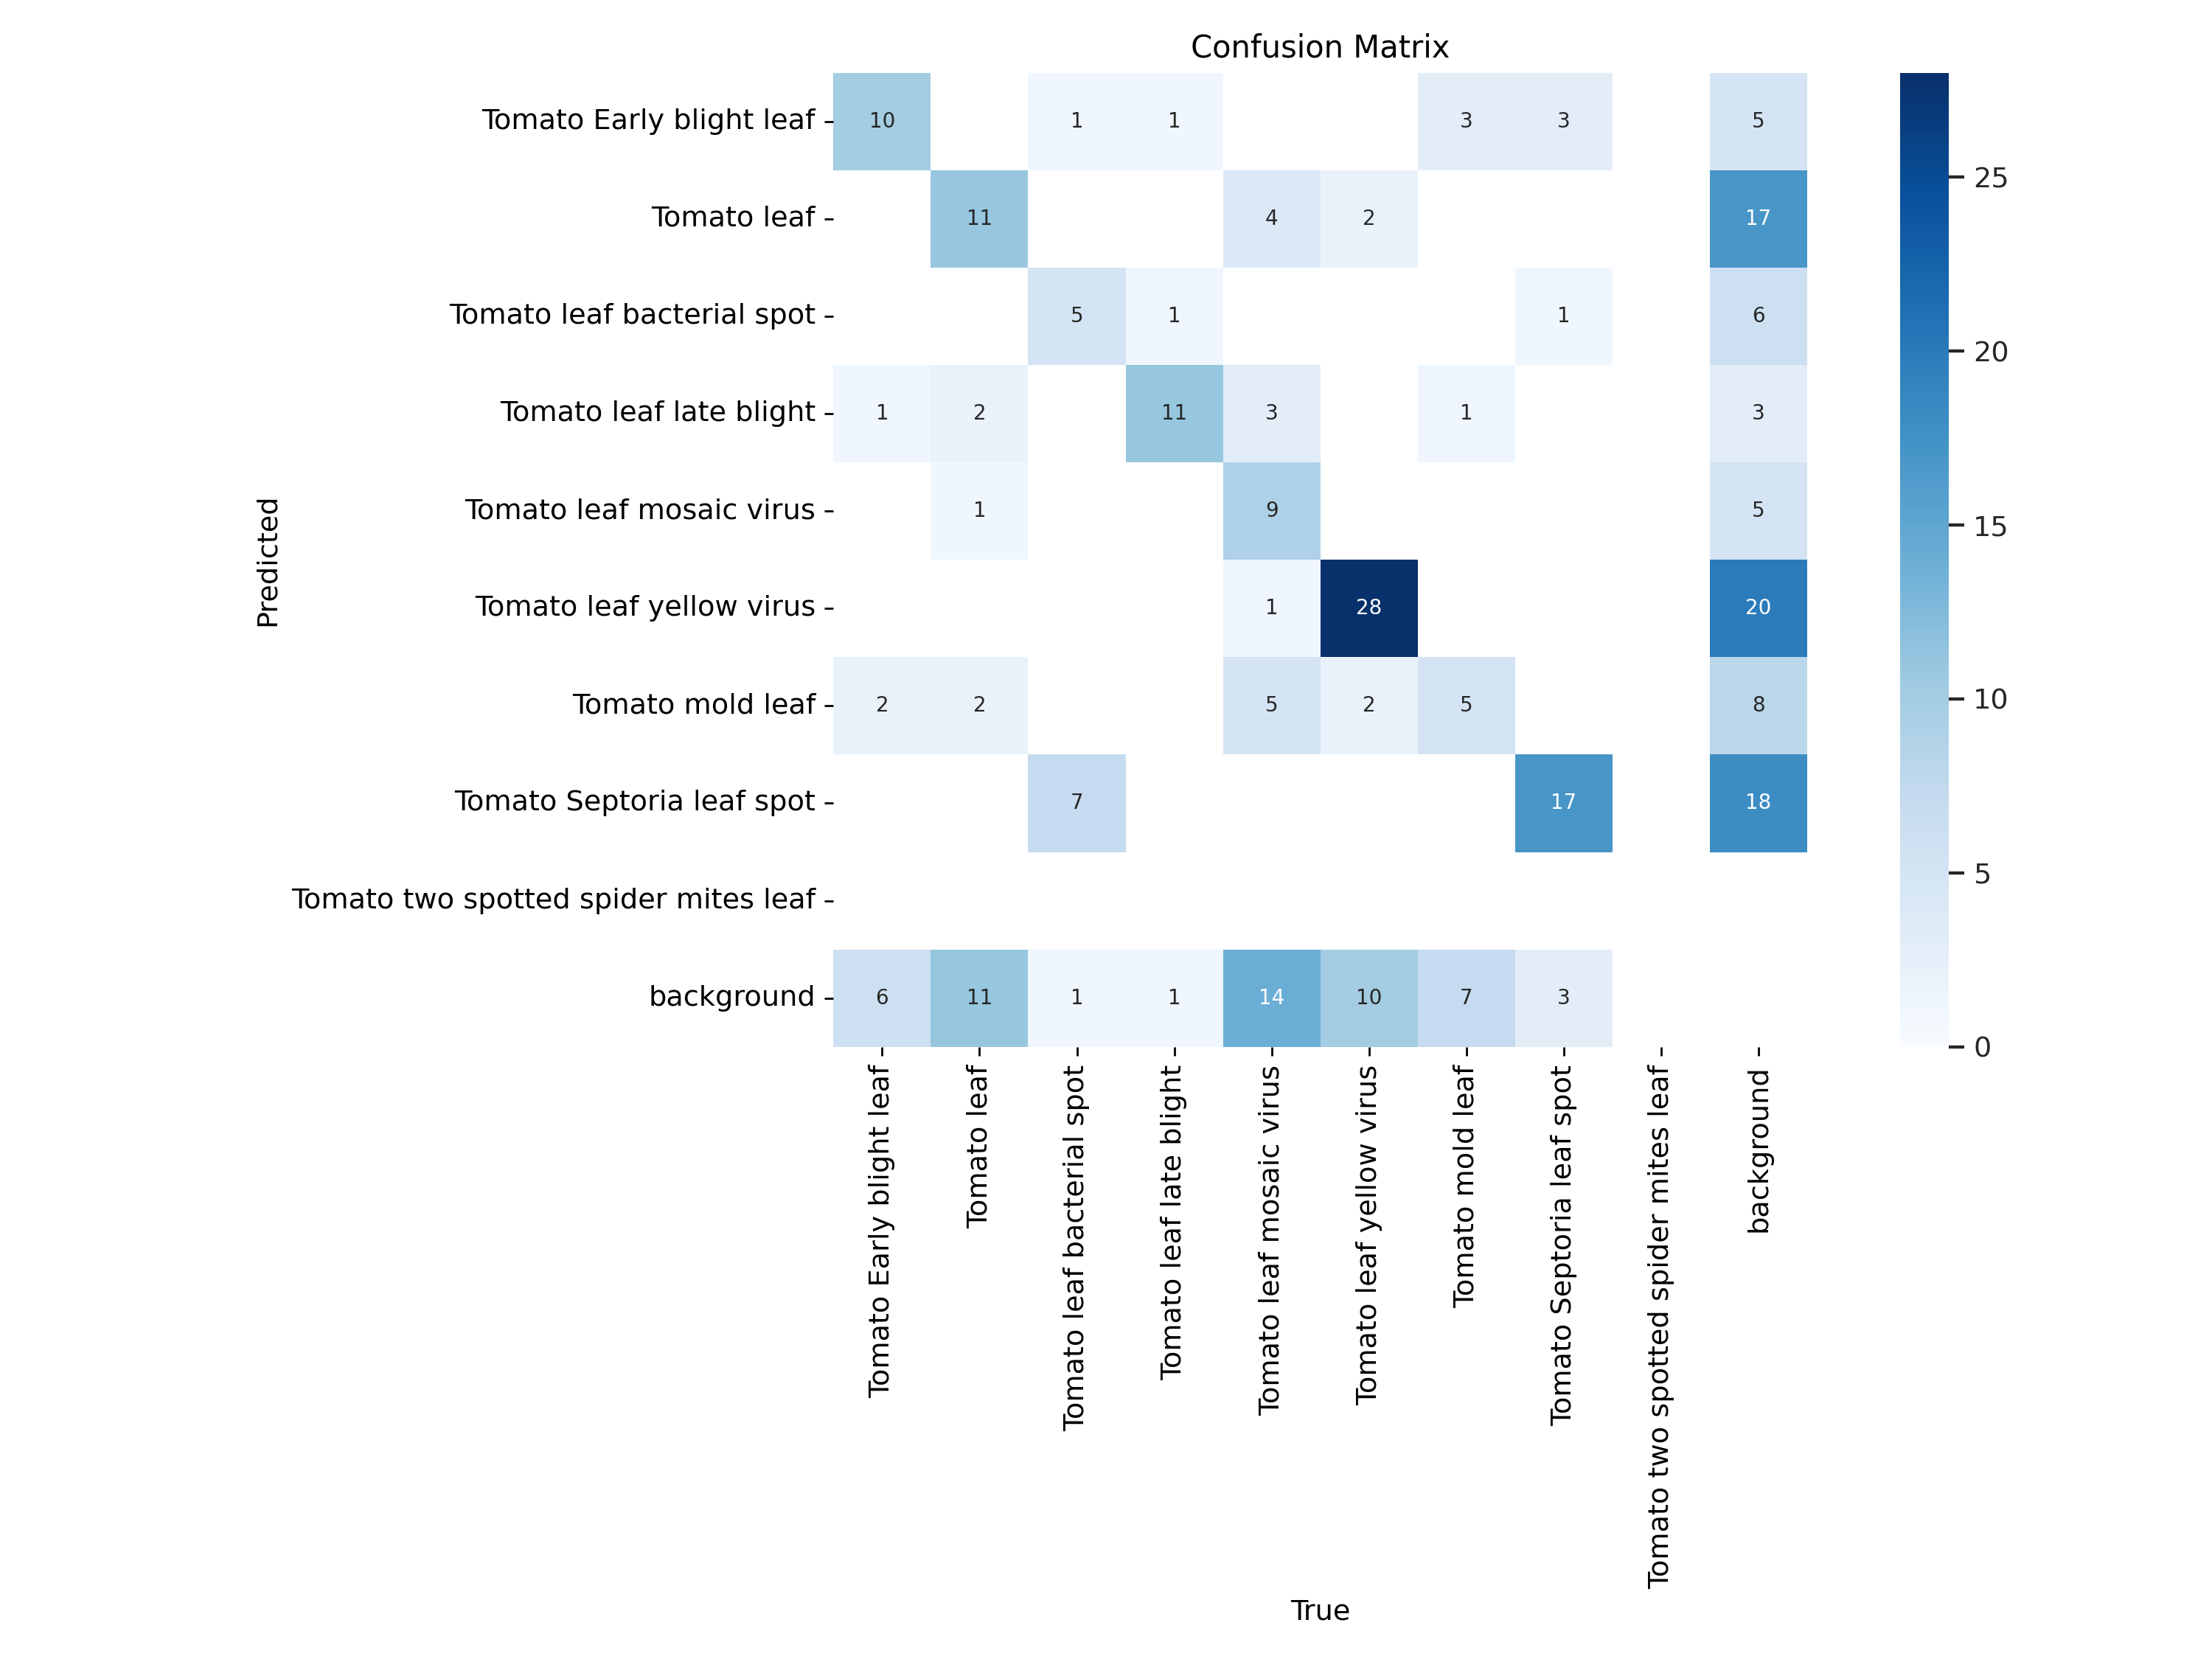 Confusion Matrix
Tomato Early blight leaf 10 1 1 3 3 5
Tomato leaf 11 4 2 17
Tomato leaf bacterial spot 5 1 1 6
Tomato leaf late blight 1 2 11 3 1 3
Tomato leaf mosaic virus 1 9 5
Tomato leaf yellow virus 1 28 20
Tomato mold leaf 2 2 5 2 5 8
Tomato Septoria leaf spot 7 17 18
Tomato two spotted spider mites leaf
background 6 11 1 1 14 10 7 3
Predicted
Tomato Early blight leaf
Tomato leaf
Tomato leaf bacterial spot
Tomato leaf late blight
Tomato leaf mosaic virus
Tomato leaf yellow virus
Tomato mold leaf
Tomato Septoria leaf spot
Tomato two spotted spider mites leaf
background
True
25
20
15
10
5
0